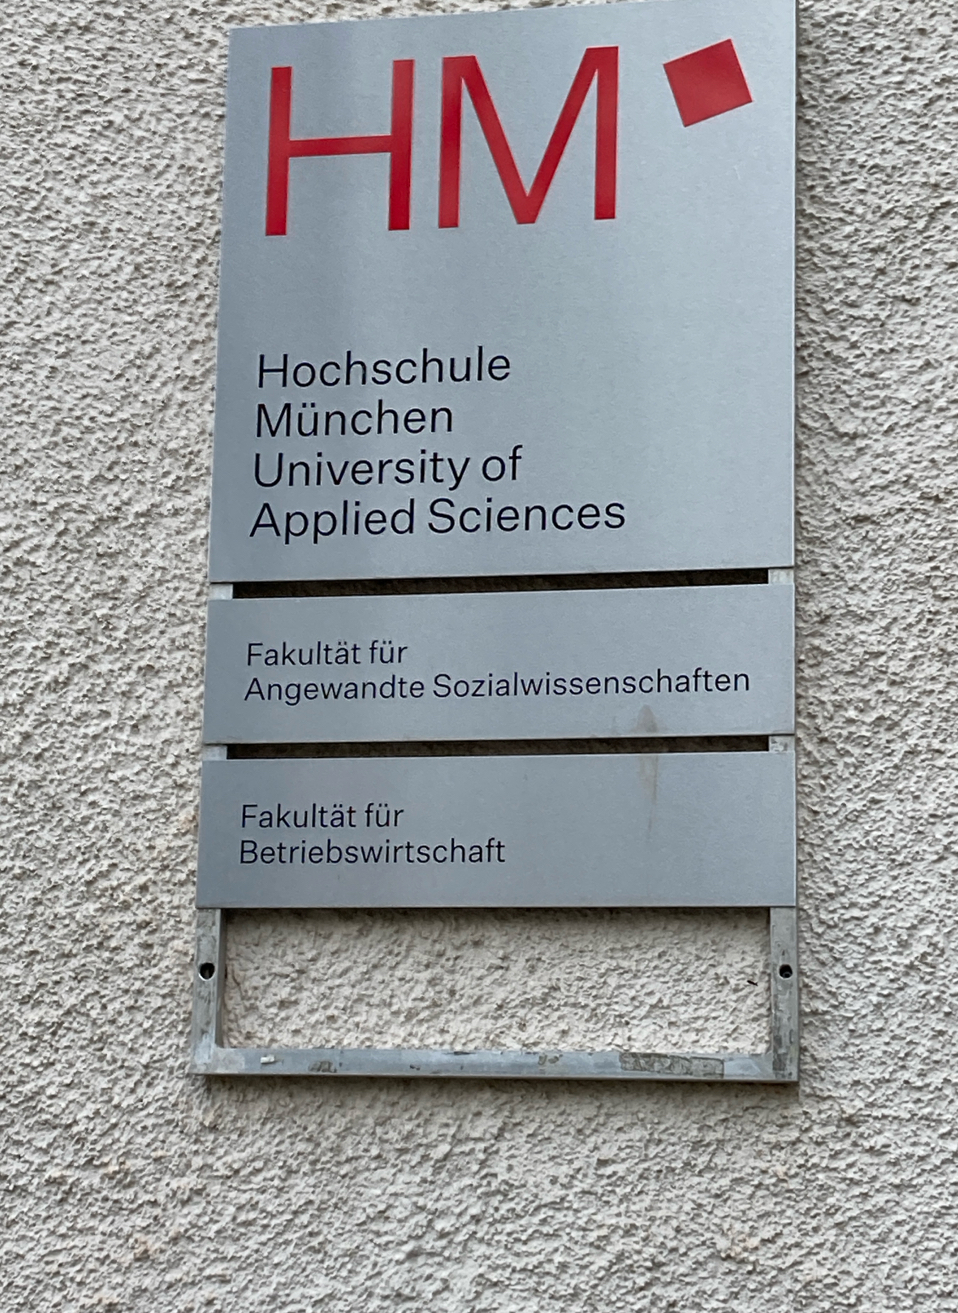 HM
Hochschule
München
University of
Applied Sciences
Fakultät für
Angewandte Sozialwissenschaften
Fakultät für
Betriebswirtschaft